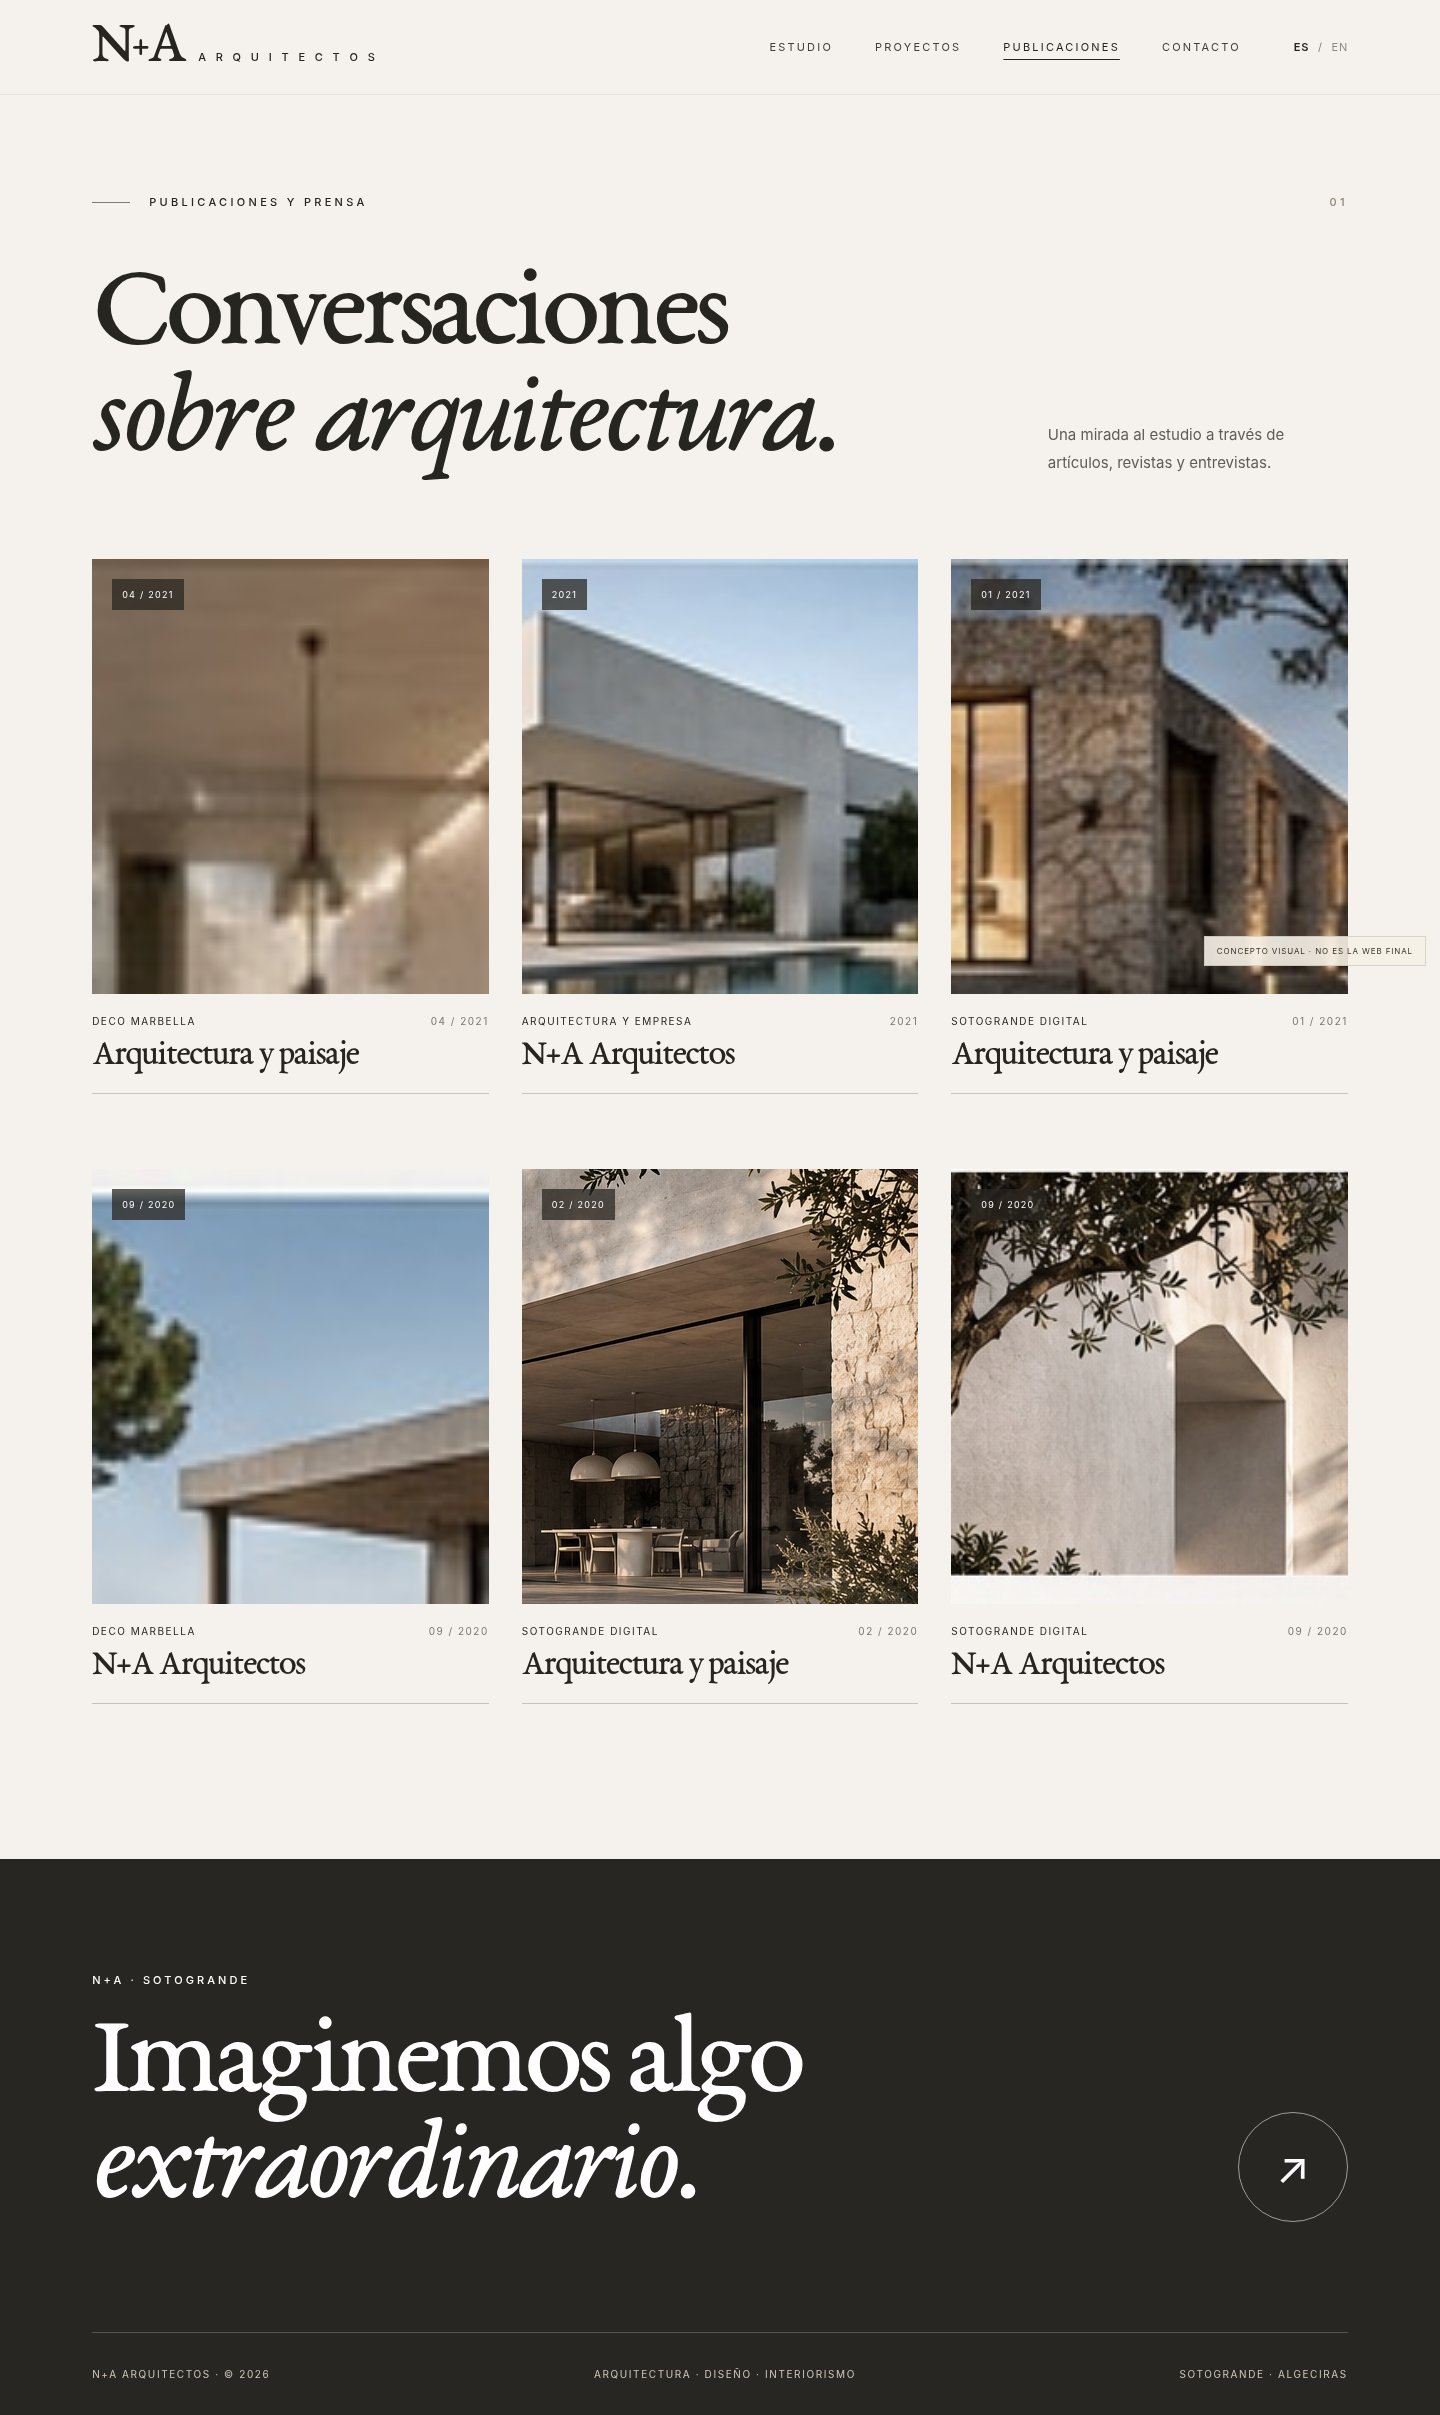 N+A ARQUITECTOS
ESTUDIO PROYECTOS PUBLICACIONES CONTACTO ES / EN
PUBLICACIONES Y PRENSA 01
Conversaciones
sobre arquitectura.
Una mirada al estudio a través de
artículos, revistas y entrevistas.
04 / 2021
2021
01 / 2021
CONCEPTO VISUAL · NO ES LA WEB FINAL
DECO MARBELLA 04 / 2021
Arquitectura y paisaje
ARQUITECTURA Y EMPRESA 2021
N+A Arquitectos
SOTOGRANDE DIGITAL 01 / 2021
Arquitectura y paisaje
09 / 2020
02 / 2020
09 / 2020
DECO MARBELLA 09 / 2020
N+A Arquitectos
SOTOGRANDE DIGITAL 02 / 2020
Arquitectura y paisaje
SOTOGRANDE DIGITAL 09 / 2020
N+A Arquitectos
N+A · SOTOGRANDE
Imaginemos algo
extraordinario.
N+A ARQUITECTOS · © 2026
ARQUITECTURA · DISEÑO · INTERIORISMO
SOTOGRANDE · ALGECIRAS